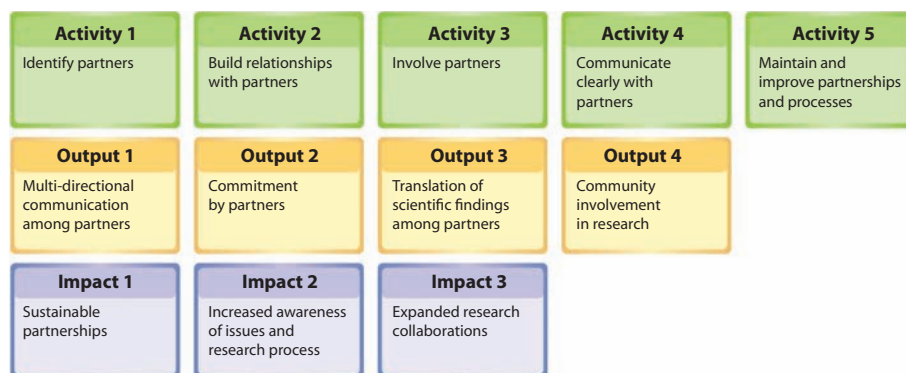 Activity 1
Identify partners
Activity 2
Build relationships
with partners
Activity 3
Involve partners
Activity 4
Communicate
clearly with
partners
Activity 5
Maintain and
improve partnerships
and processes
Output 1
Multi-directional
communication
among partners
Output 2
Commitment
by partners
Output 3
Translation of
scientific findings
among partners
Output 4
Community
involvement
in research
Impact 1
Sustainable
partnerships
Impact 2
Increased awareness
of issues and
research process
Impact 3
Expanded research
collaborations